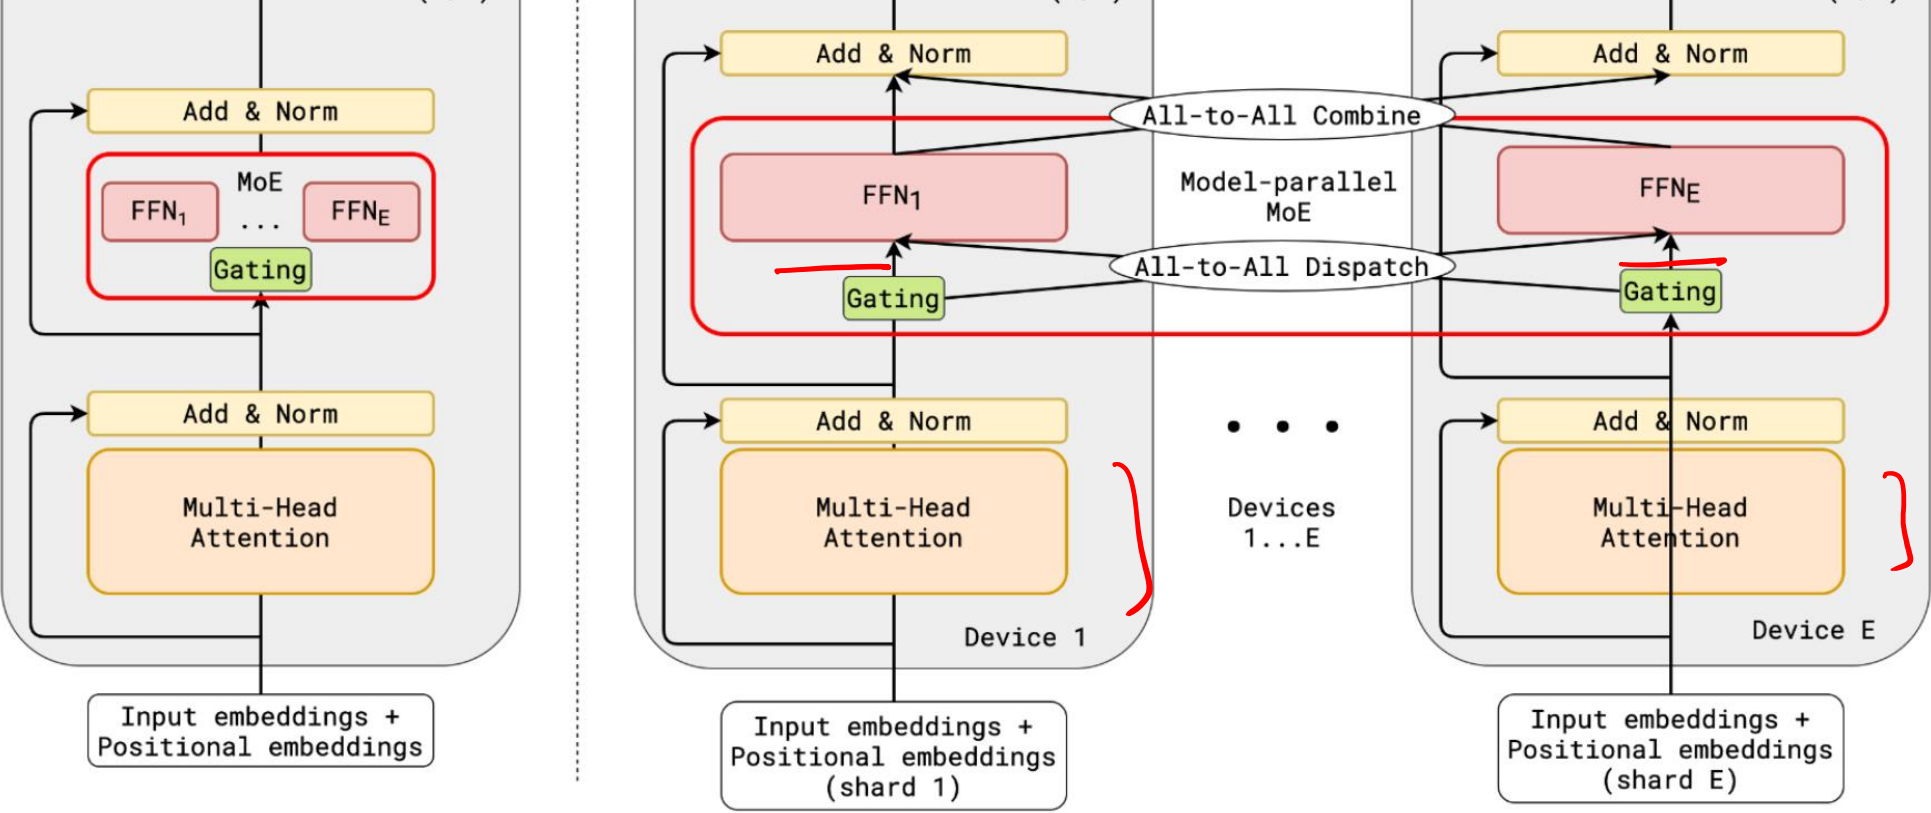 Add & Norm
MoE
FFN1
...
FFNE
Gating
Add & Norm
Multi-Head
Attention
Input embeddings +
Positional embeddings
Add & Norm
All-to-All Combine
FFN1
Model-parallel
MoE
All-to-All Dispatch
Gating
Add & Norm
Multi-Head
Attention
Devices
1...E
Device 1
Input embeddings +
Positional embeddings
(shard 1)
Add & Norm
FFNE
Gating
Add & Norm
Multi-Head
Attention
Device E
Input embeddings +
Positional embeddings
(shard E)